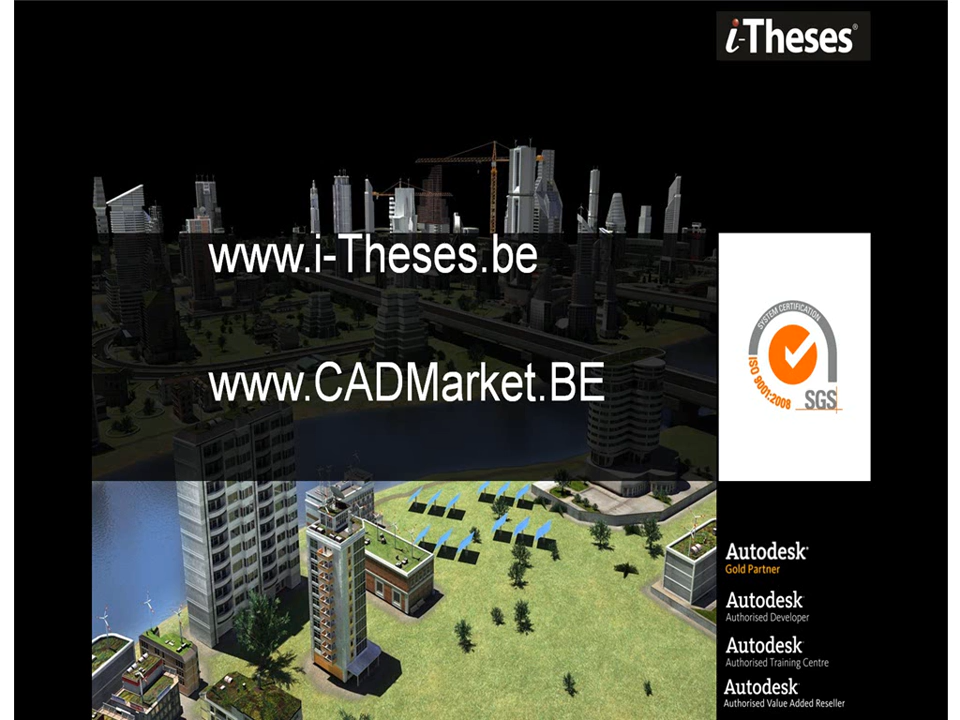 i-Theses®
www.i-Theses.be
www.CADMarket.BE
SYSTEM CERTIFICATION
ISO 9001:2008
SGS
Autodesk®
Gold Partner
Autodesk®
Authorised Developer
Autodesk®
Authorised Training Centre
Autodesk®
Authorised Value Added Reseller